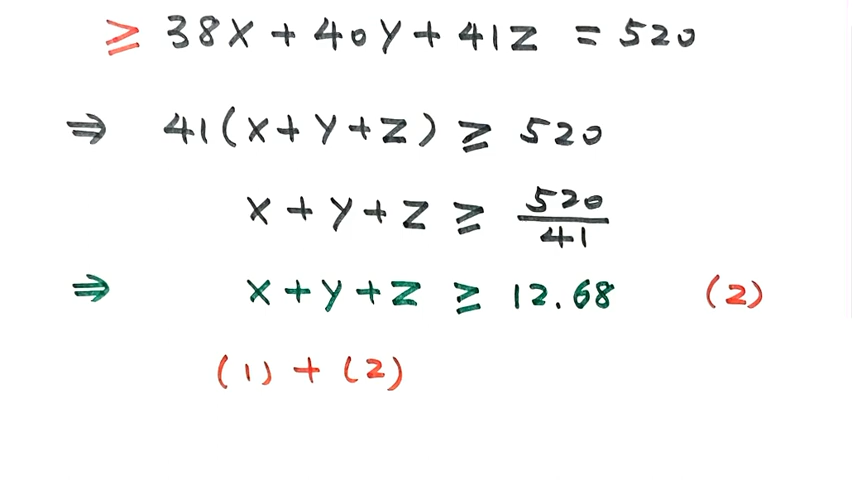 ≥ 38X + 40Y + 41Z = 520
⇒ 41(X+Y+Z) ≥ 520
X + Y + Z ≥ 520/41
⇒ X + Y + Z ≥ 12.68 (2)
(1) + (2)